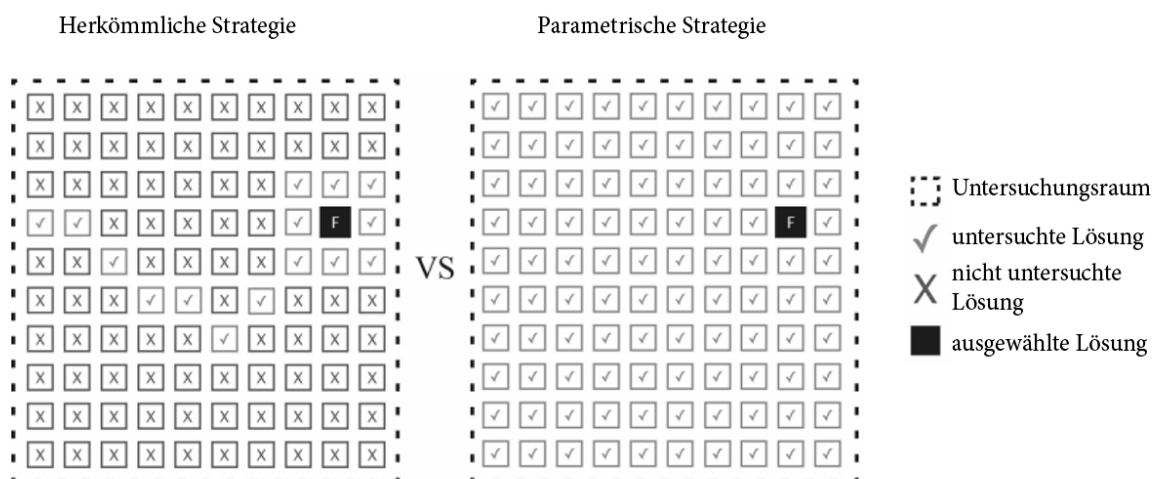 Herkömmliche Strategie
Parametrische Strategie
X X X X X X X X X X
X X X X X X X X X X
X X X X X X X ✓ ✓ ✓
✓ ✓ X X X X X ✓ F ✓
X X ✓ X X X X ✓ ✓ ✓
X X X ✓ ✓ X ✓ X X X
X X X X X ✓ X X X X
X X X X X X X X X X
X X X X X X X X X X
X X X X X X X X X X
VS
✓ ✓ ✓ ✓ ✓ ✓ ✓ ✓ ✓ ✓
✓ ✓ ✓ ✓ ✓ ✓ ✓ ✓ ✓ ✓
✓ ✓ ✓ ✓ ✓ ✓ ✓ ✓ ✓ ✓
✓ ✓ ✓ ✓ ✓ ✓ ✓ ✓ F ✓
✓ ✓ ✓ ✓ ✓ ✓ ✓ ✓ ✓ ✓
✓ ✓ ✓ ✓ ✓ ✓ ✓ ✓ ✓ ✓
✓ ✓ ✓ ✓ ✓ ✓ ✓ ✓ ✓ ✓
✓ ✓ ✓ ✓ ✓ ✓ ✓ ✓ ✓ ✓
✓ ✓ ✓ ✓ ✓ ✓ ✓ ✓ ✓ ✓
✓ ✓ ✓ ✓ ✓ ✓ ✓ ✓ ✓ ✓
Untersuchungsraum
✓ untersuchte Lösung
X nicht untersuchte
Lösung
ausgewählte Lösung